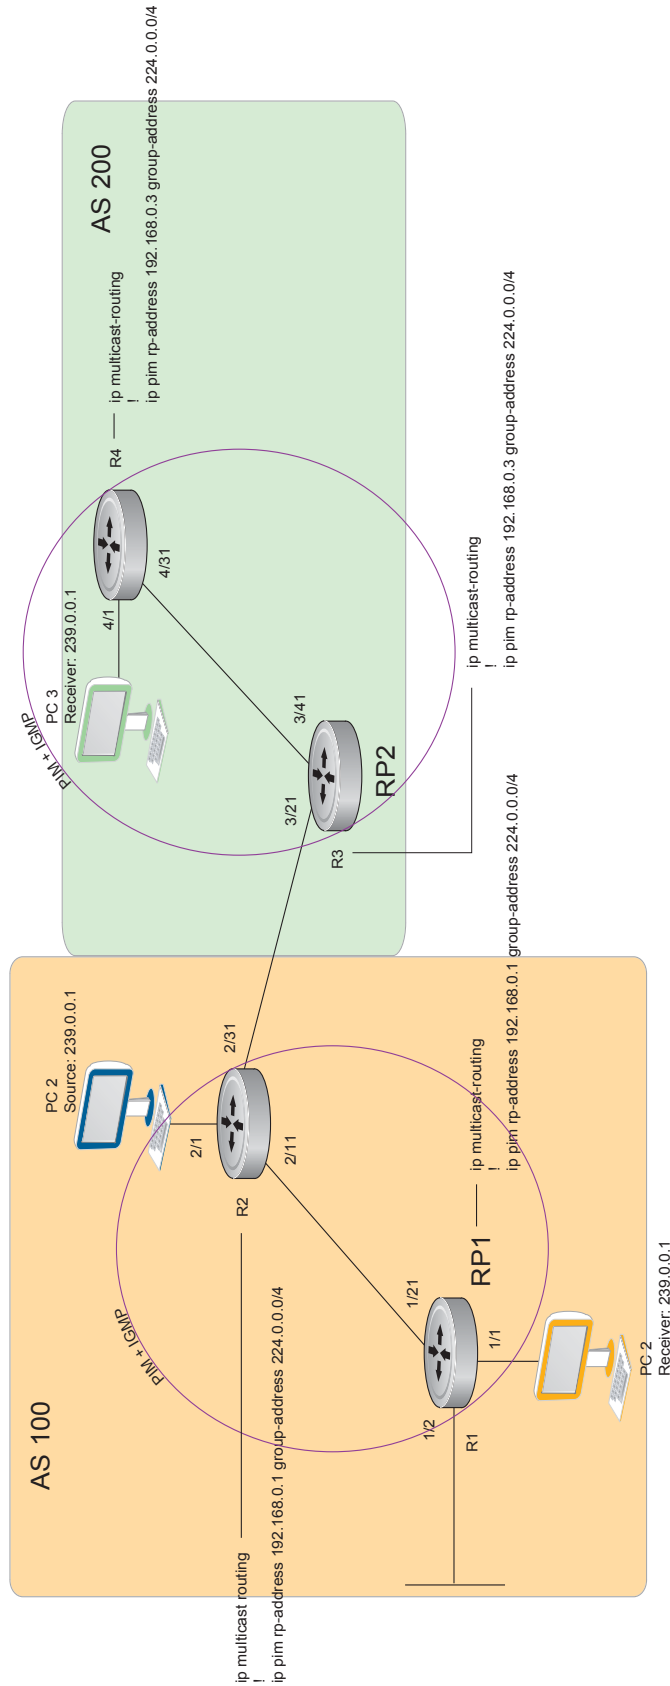 AS 100
PIM + IGMP
PC 2
Source: 239.0.0.1
2/1
2/31
2/11
R2
ip multicast routing
!
ip pim rp-address 192.168.0.1 group-address 224.0.0.0/4
1/21
1/2
1/1
R1
RP1
ip multicast-routing
!
ip pim rp-address 192.168.0.1 group-address 224.0.0.0/4
PC 2
Receiver: 239.0.0.1
AS 200
PIM + IGMP
PC 3
Receiver: 239.0.0.1
4/1
4/31
R4
ip multicast-routing
!
ip pim rp-address 192.168.0.3 group-address 224.0.0.0/4
3/21
3/41
R3
RP2
ip multicast-routing
!
ip pim rp-address 192.168.0.3 group-address 224.0.0.0/4